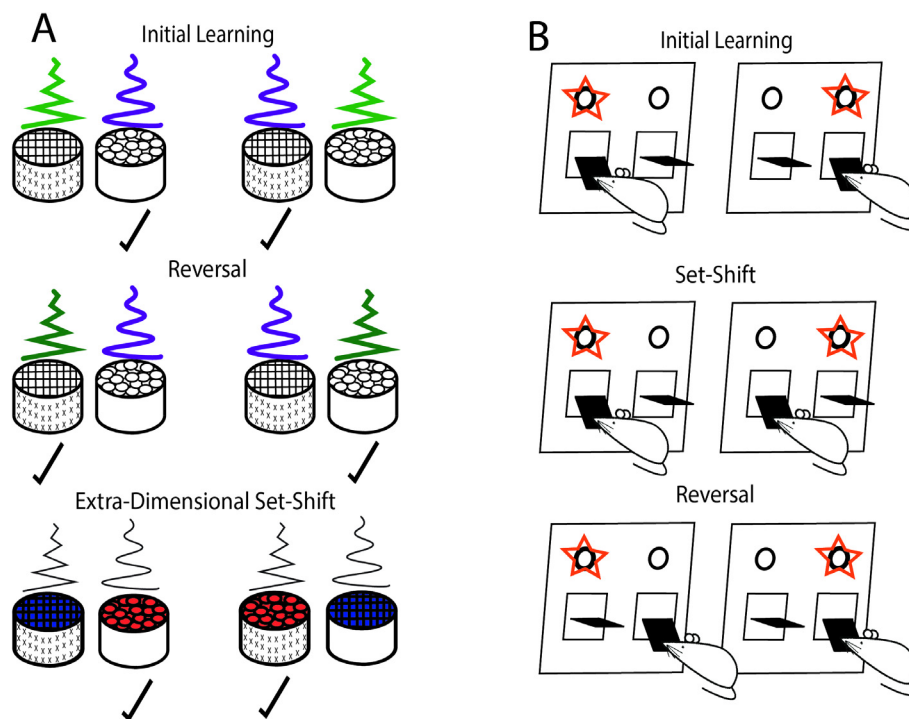 A
Initial Learning
Reversal
Extra-Dimensional Set-Shift
B
Initial Learning
Set-Shift
Reversal